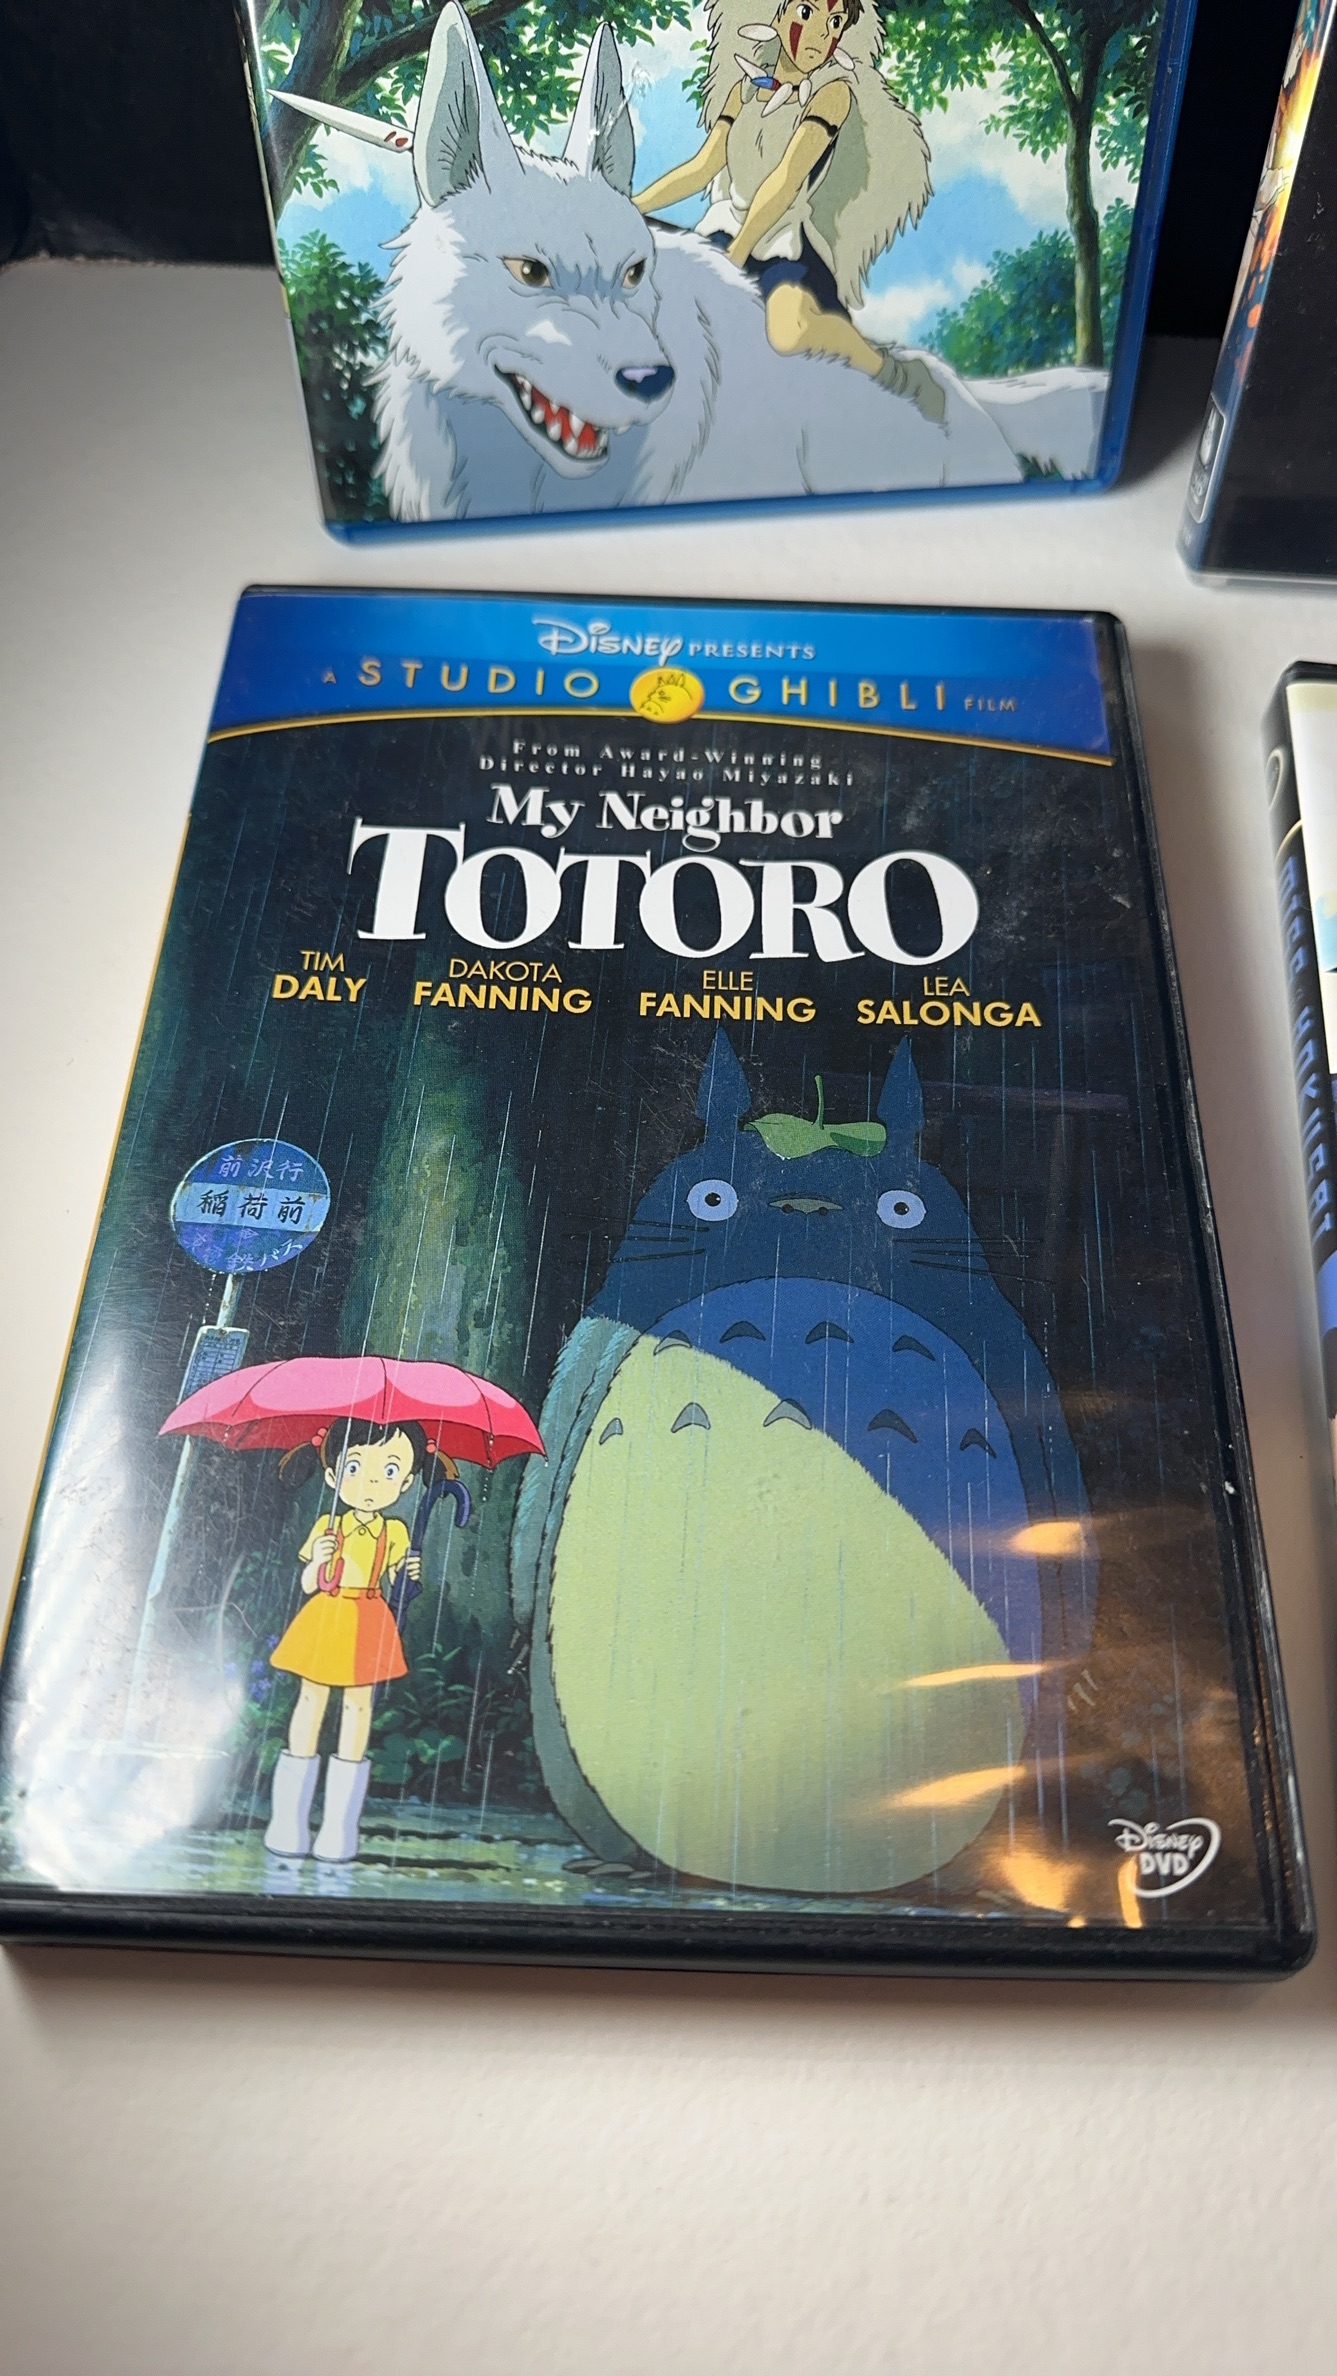 Disney PRESENTS
A STUDIO GHIBLI FILM
From Award-Winning
Director Hayao Miyazaki
My Neighbor
TOTORO
TIM DALY
DAKOTA FANNING
ELLE FANNING
LEA SALONGA
前沢行
稲荷前
Disney
DVD